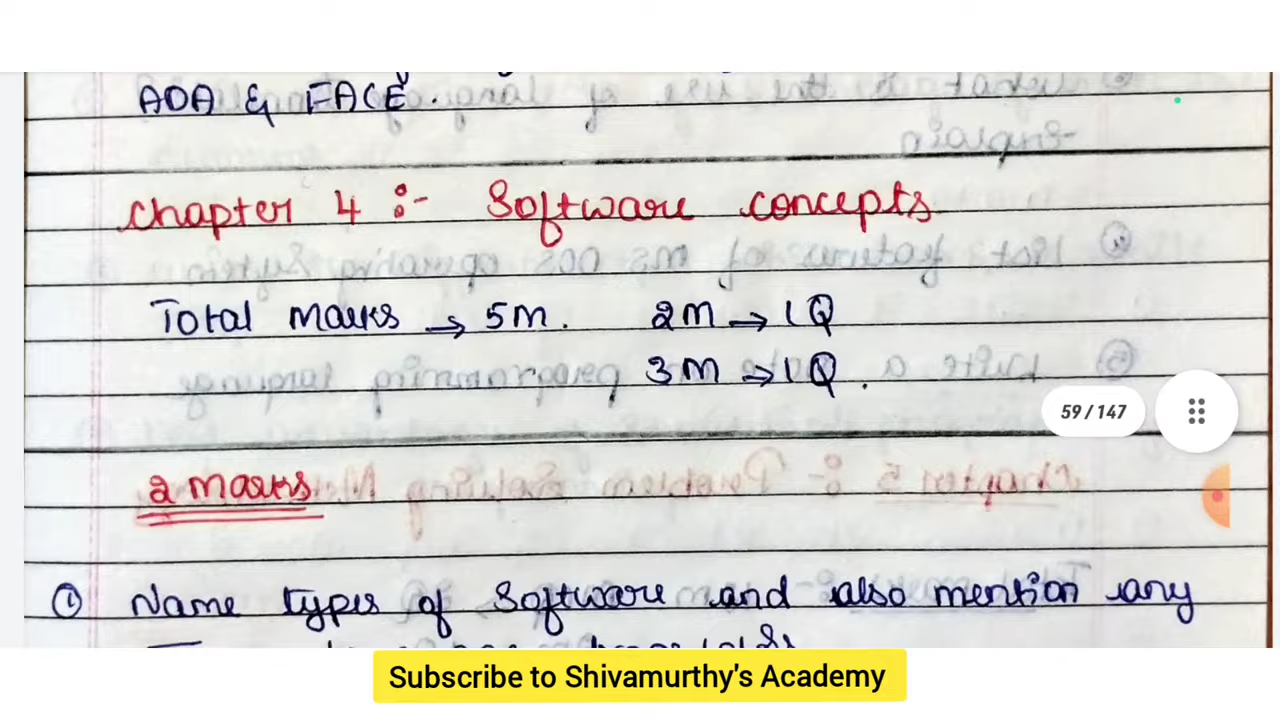 ADA & FACE.
Chapter 4 :- Software concepts
Total marks → 5M. 2M → 1Q
3M → 1Q.
59 / 147
2 marks
① Name types of Software and also mention any
Subscribe to Shivamurthy's Academy